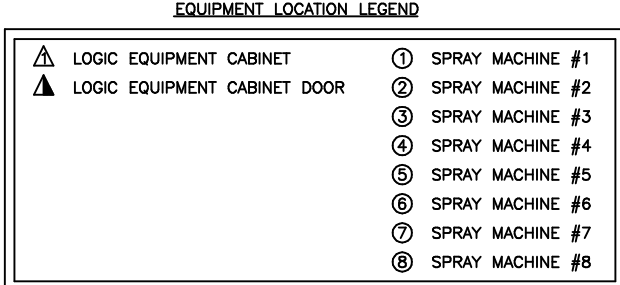 EQUIPMENT LOCATION LEGEND
1 LOGIC EQUIPMENT CABINET
LOGIC EQUIPMENT CABINET DOOR
1 SPRAY MACHINE #1
2 SPRAY MACHINE #2
3 SPRAY MACHINE #3
4 SPRAY MACHINE #4
5 SPRAY MACHINE #5
6 SPRAY MACHINE #6
7 SPRAY MACHINE #7
8 SPRAY MACHINE #8